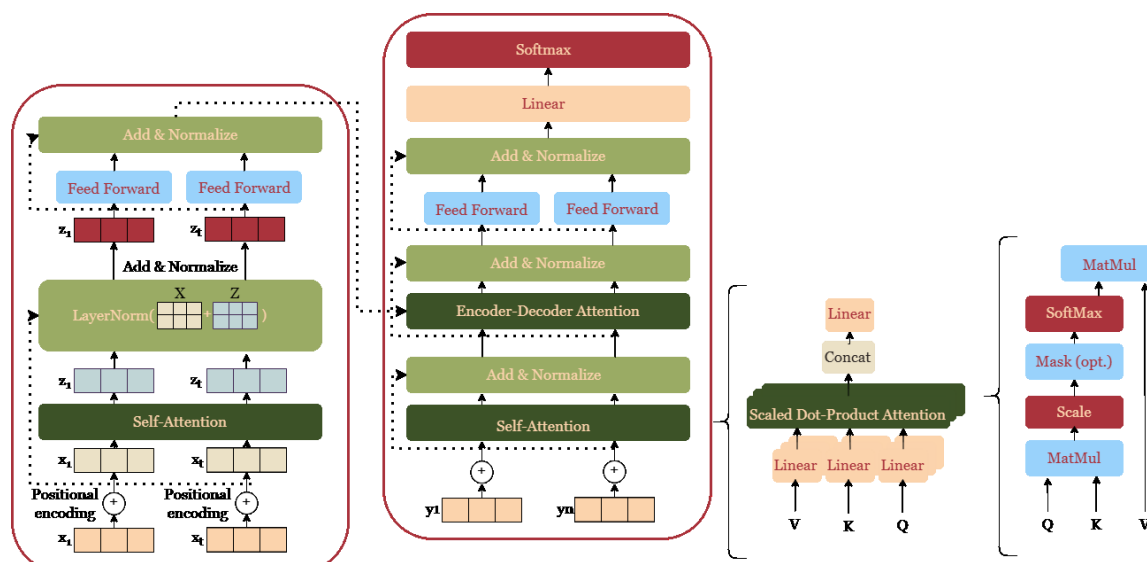 Add & Normalize
Feed Forward
Feed Forward
z1
zt
Add & Normalize
X
Z
LayerNorm(
+
)
z1
zt
Self-Attention
x1
xt
Positional
encoding
+
Positional
encoding
+
x1
xt
Softmax
Linear
Add & Normalize
Feed Forward
Feed Forward
Add & Normalize
Encoder-Decoder Attention
Add & Normalize
Self-Attention
+
+
y1
yn
Linear
Concat
Scaled Dot-Product Attention
Linear
Linear
Linear
V
K
Q
MatMul
SoftMax
Mask (opt.)
Scale
MatMul
Q
K
V